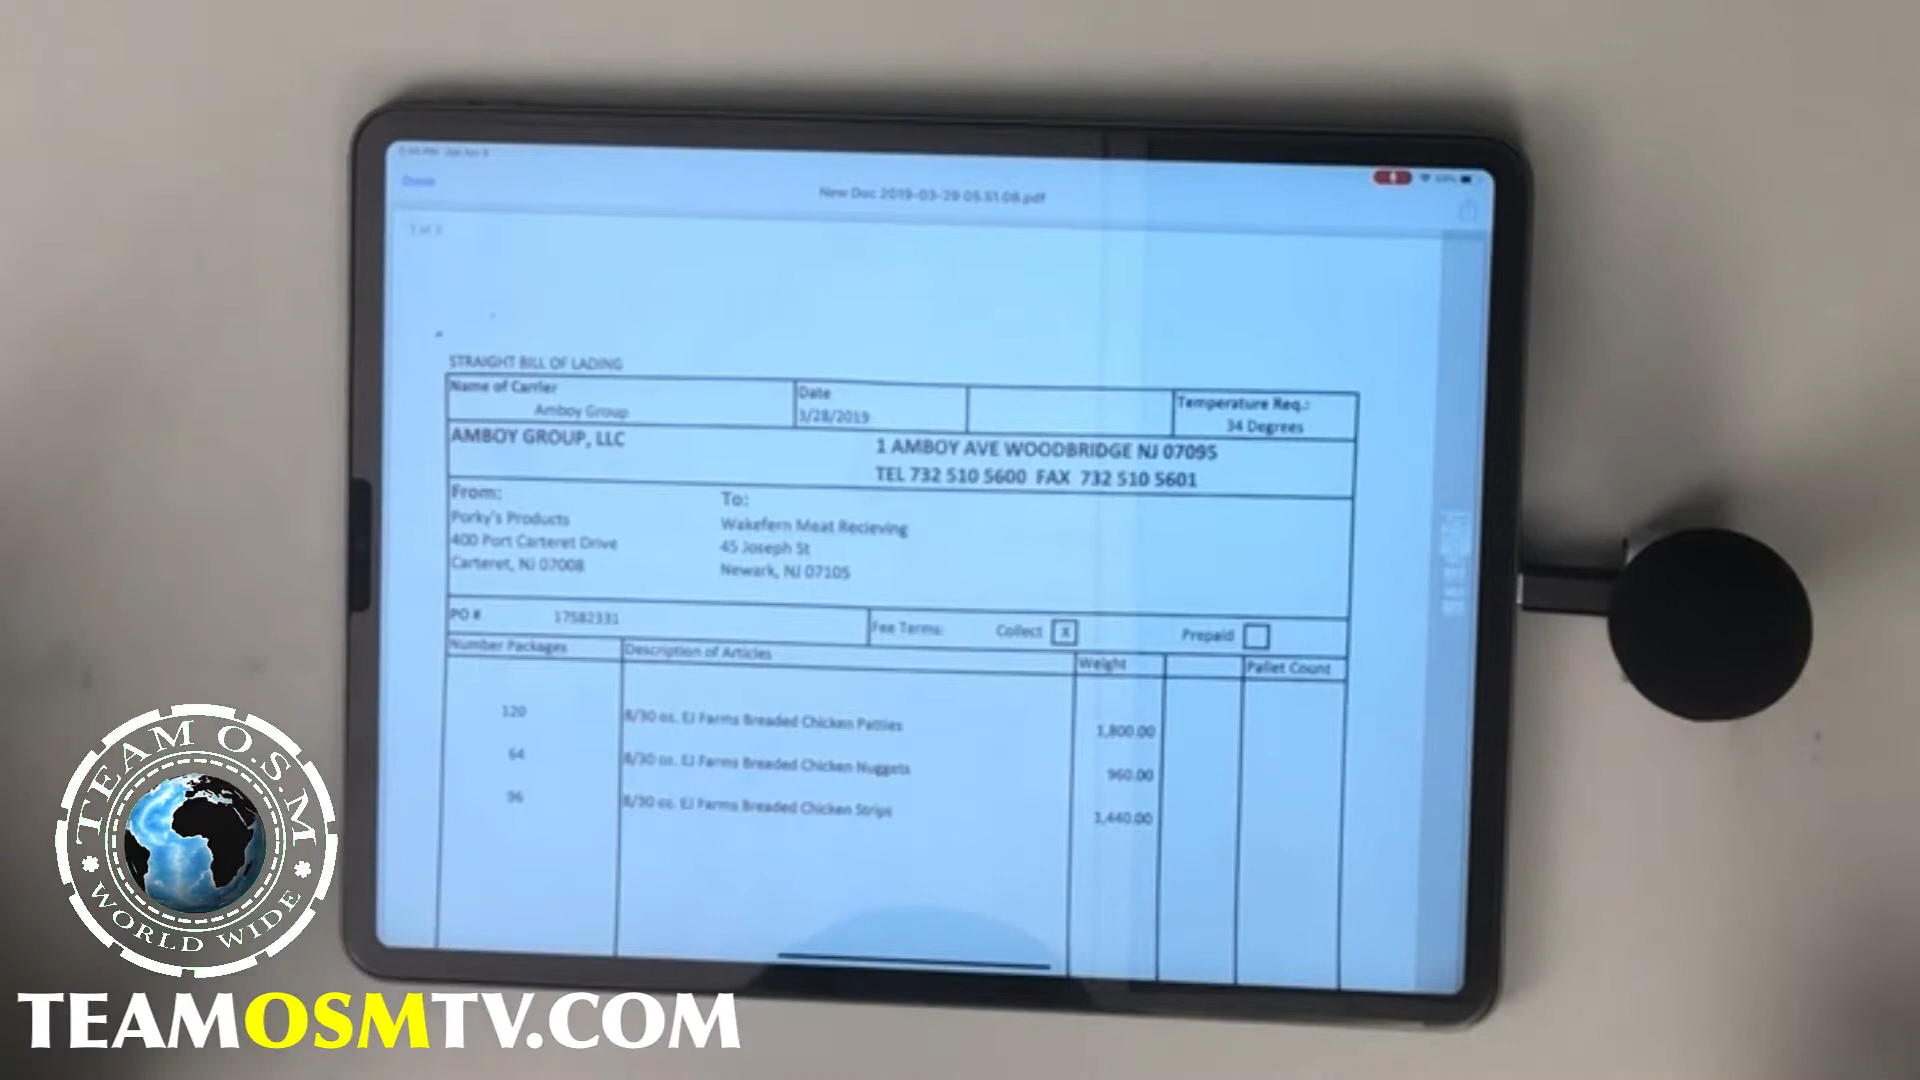 New Doc 2019-03-29 05.51.08.pdf
Done
STRAIGHT BILL OF LADING
Name of Carrier
Amboy Group
Date
3/28/2019
Temperature Req.:
34 Degrees
AMBOY GROUP, LLC
1 AMBOY AVE WOODBRIDGE NJ 07095
TEL 732 510 5600 FAX 732 510 5601
From:
Porky's Products
400 Port Carteret Drive
Carteret, NJ 07008
To:
Wakefern Meat Recieving
45 Joseph St
Newark, NJ 07105
PO # 17582331
Fee Terms: Collect X Prepaid
Number Packages Description of Articles Weight Pallet Count
120 8/30 oz. EJ Farms Breaded Chicken Patties 1,800.00
64 8/30 oz. EJ Farms Breaded Chicken Nuggets 960.00
96 8/30 oz. EJ Farms Breaded Chicken Strips 1,440.00
TEAM O.S.M
WORLD WIDE
TEAMOSMTV.COM